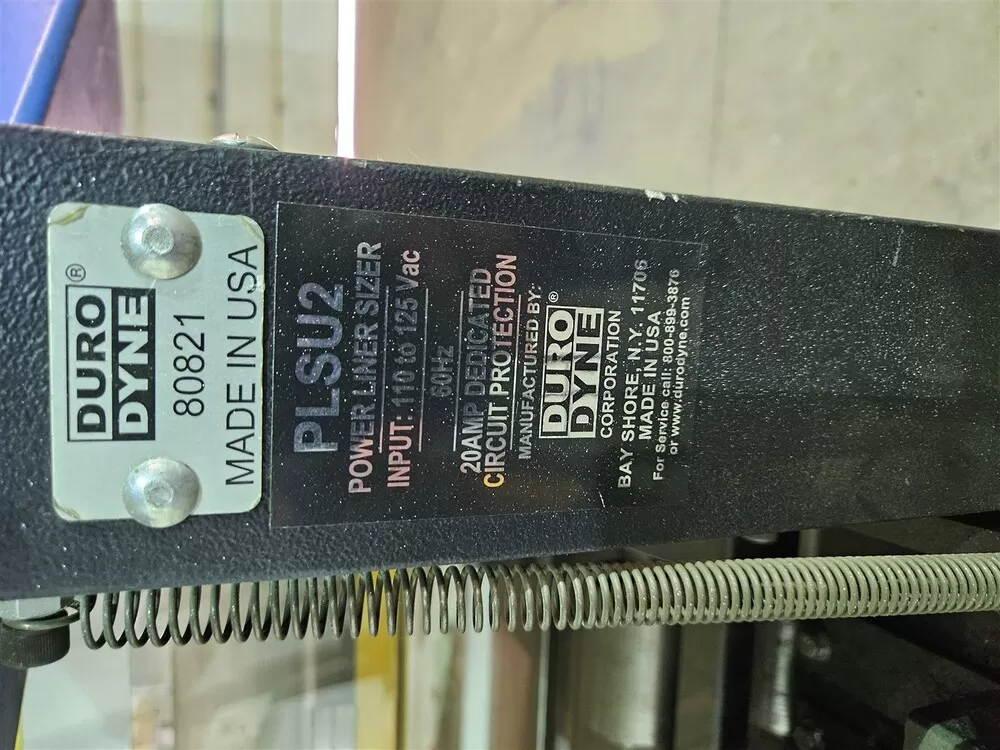 DURO®
DYNE
80821
MADE IN USA
PLSU2
POWER LINER SIZER
INPUT: 110 to 125 Vac
60Hz
20AMP DEDICATED
CIRCUIT PROTECTION
MANUFACTURED BY:
DURO®
DYNE
CORPORATION
BAY SHORE, N.Y. 11706
MADE IN USA
For Service call: 800-899-3876
or www.durodyne.com